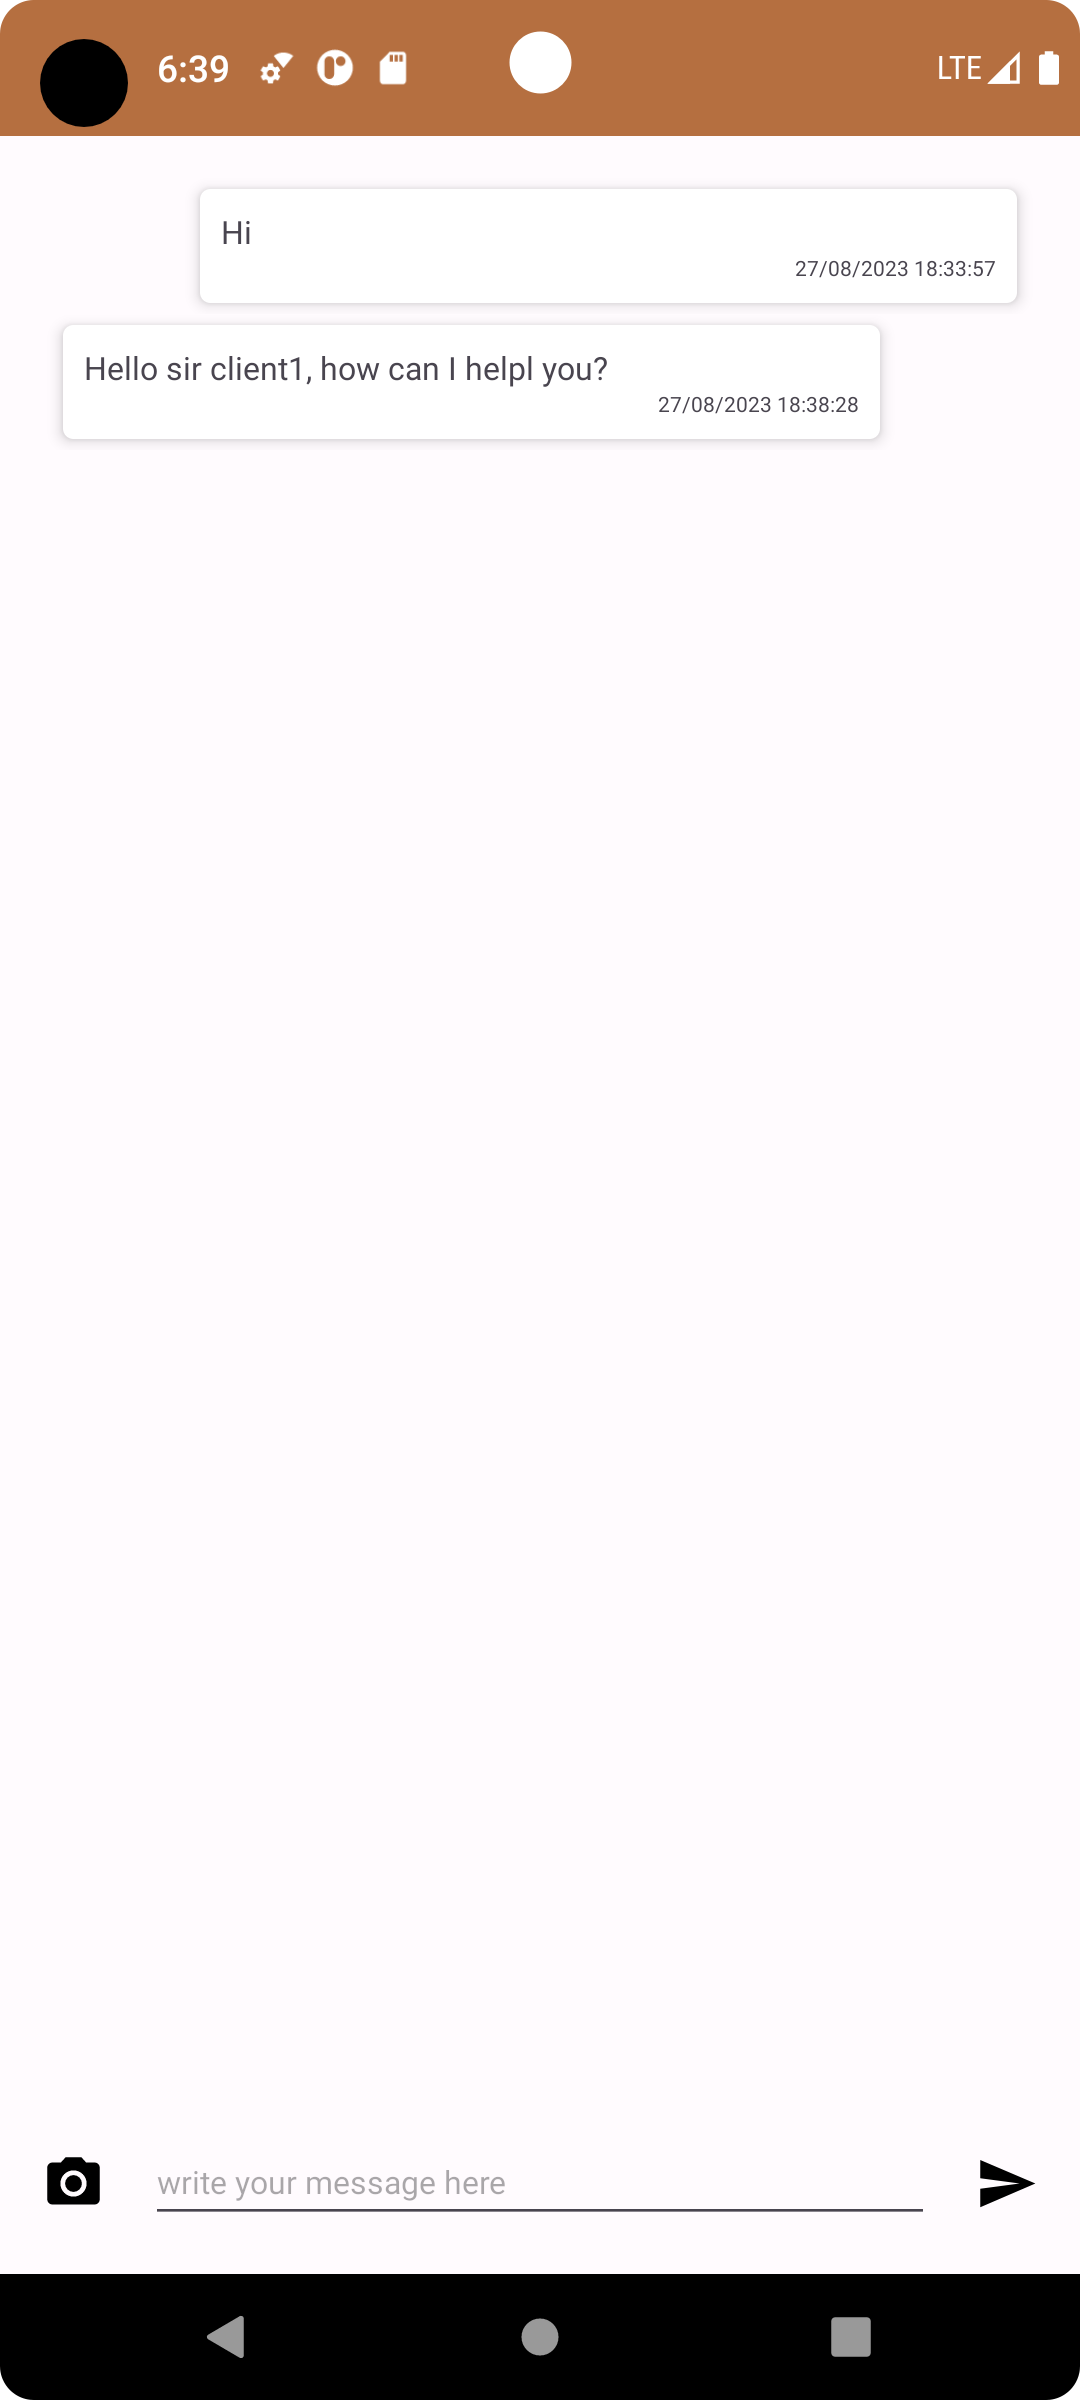 6:39
LTE
Hi
27/08/2023 18:33:57
Hello sir client1, how can I helpl you?
27/08/2023 18:38:28
write your message here